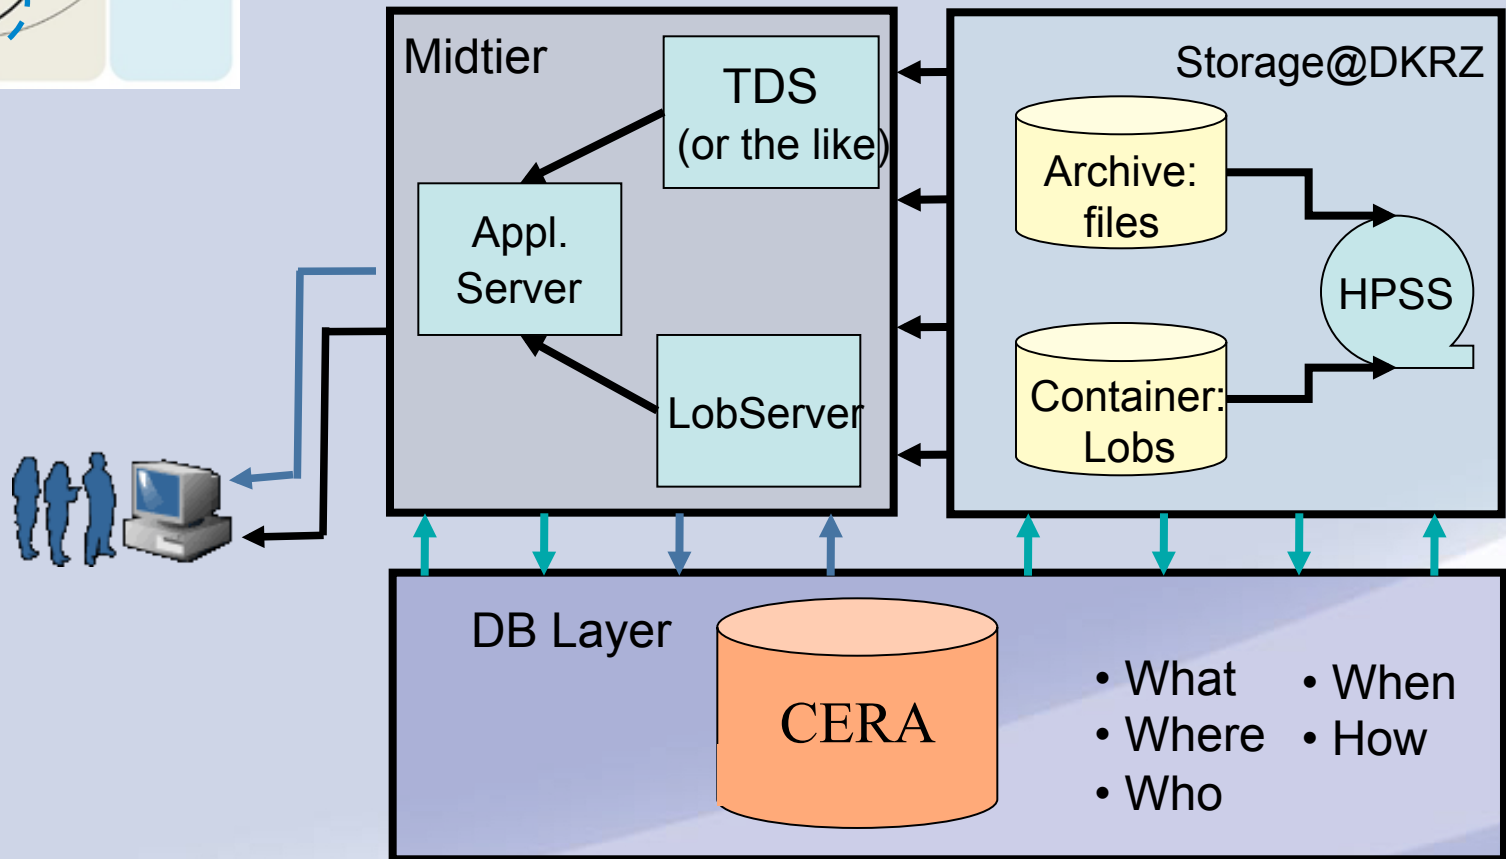 Midtier
TDS
(or the like)
Appl.
Server
LobServer
Storage@DKRZ
Archive:
files
HPSS
Container:
Lobs
DB Layer
CERA
• What
• Where
• Who
• When
• How